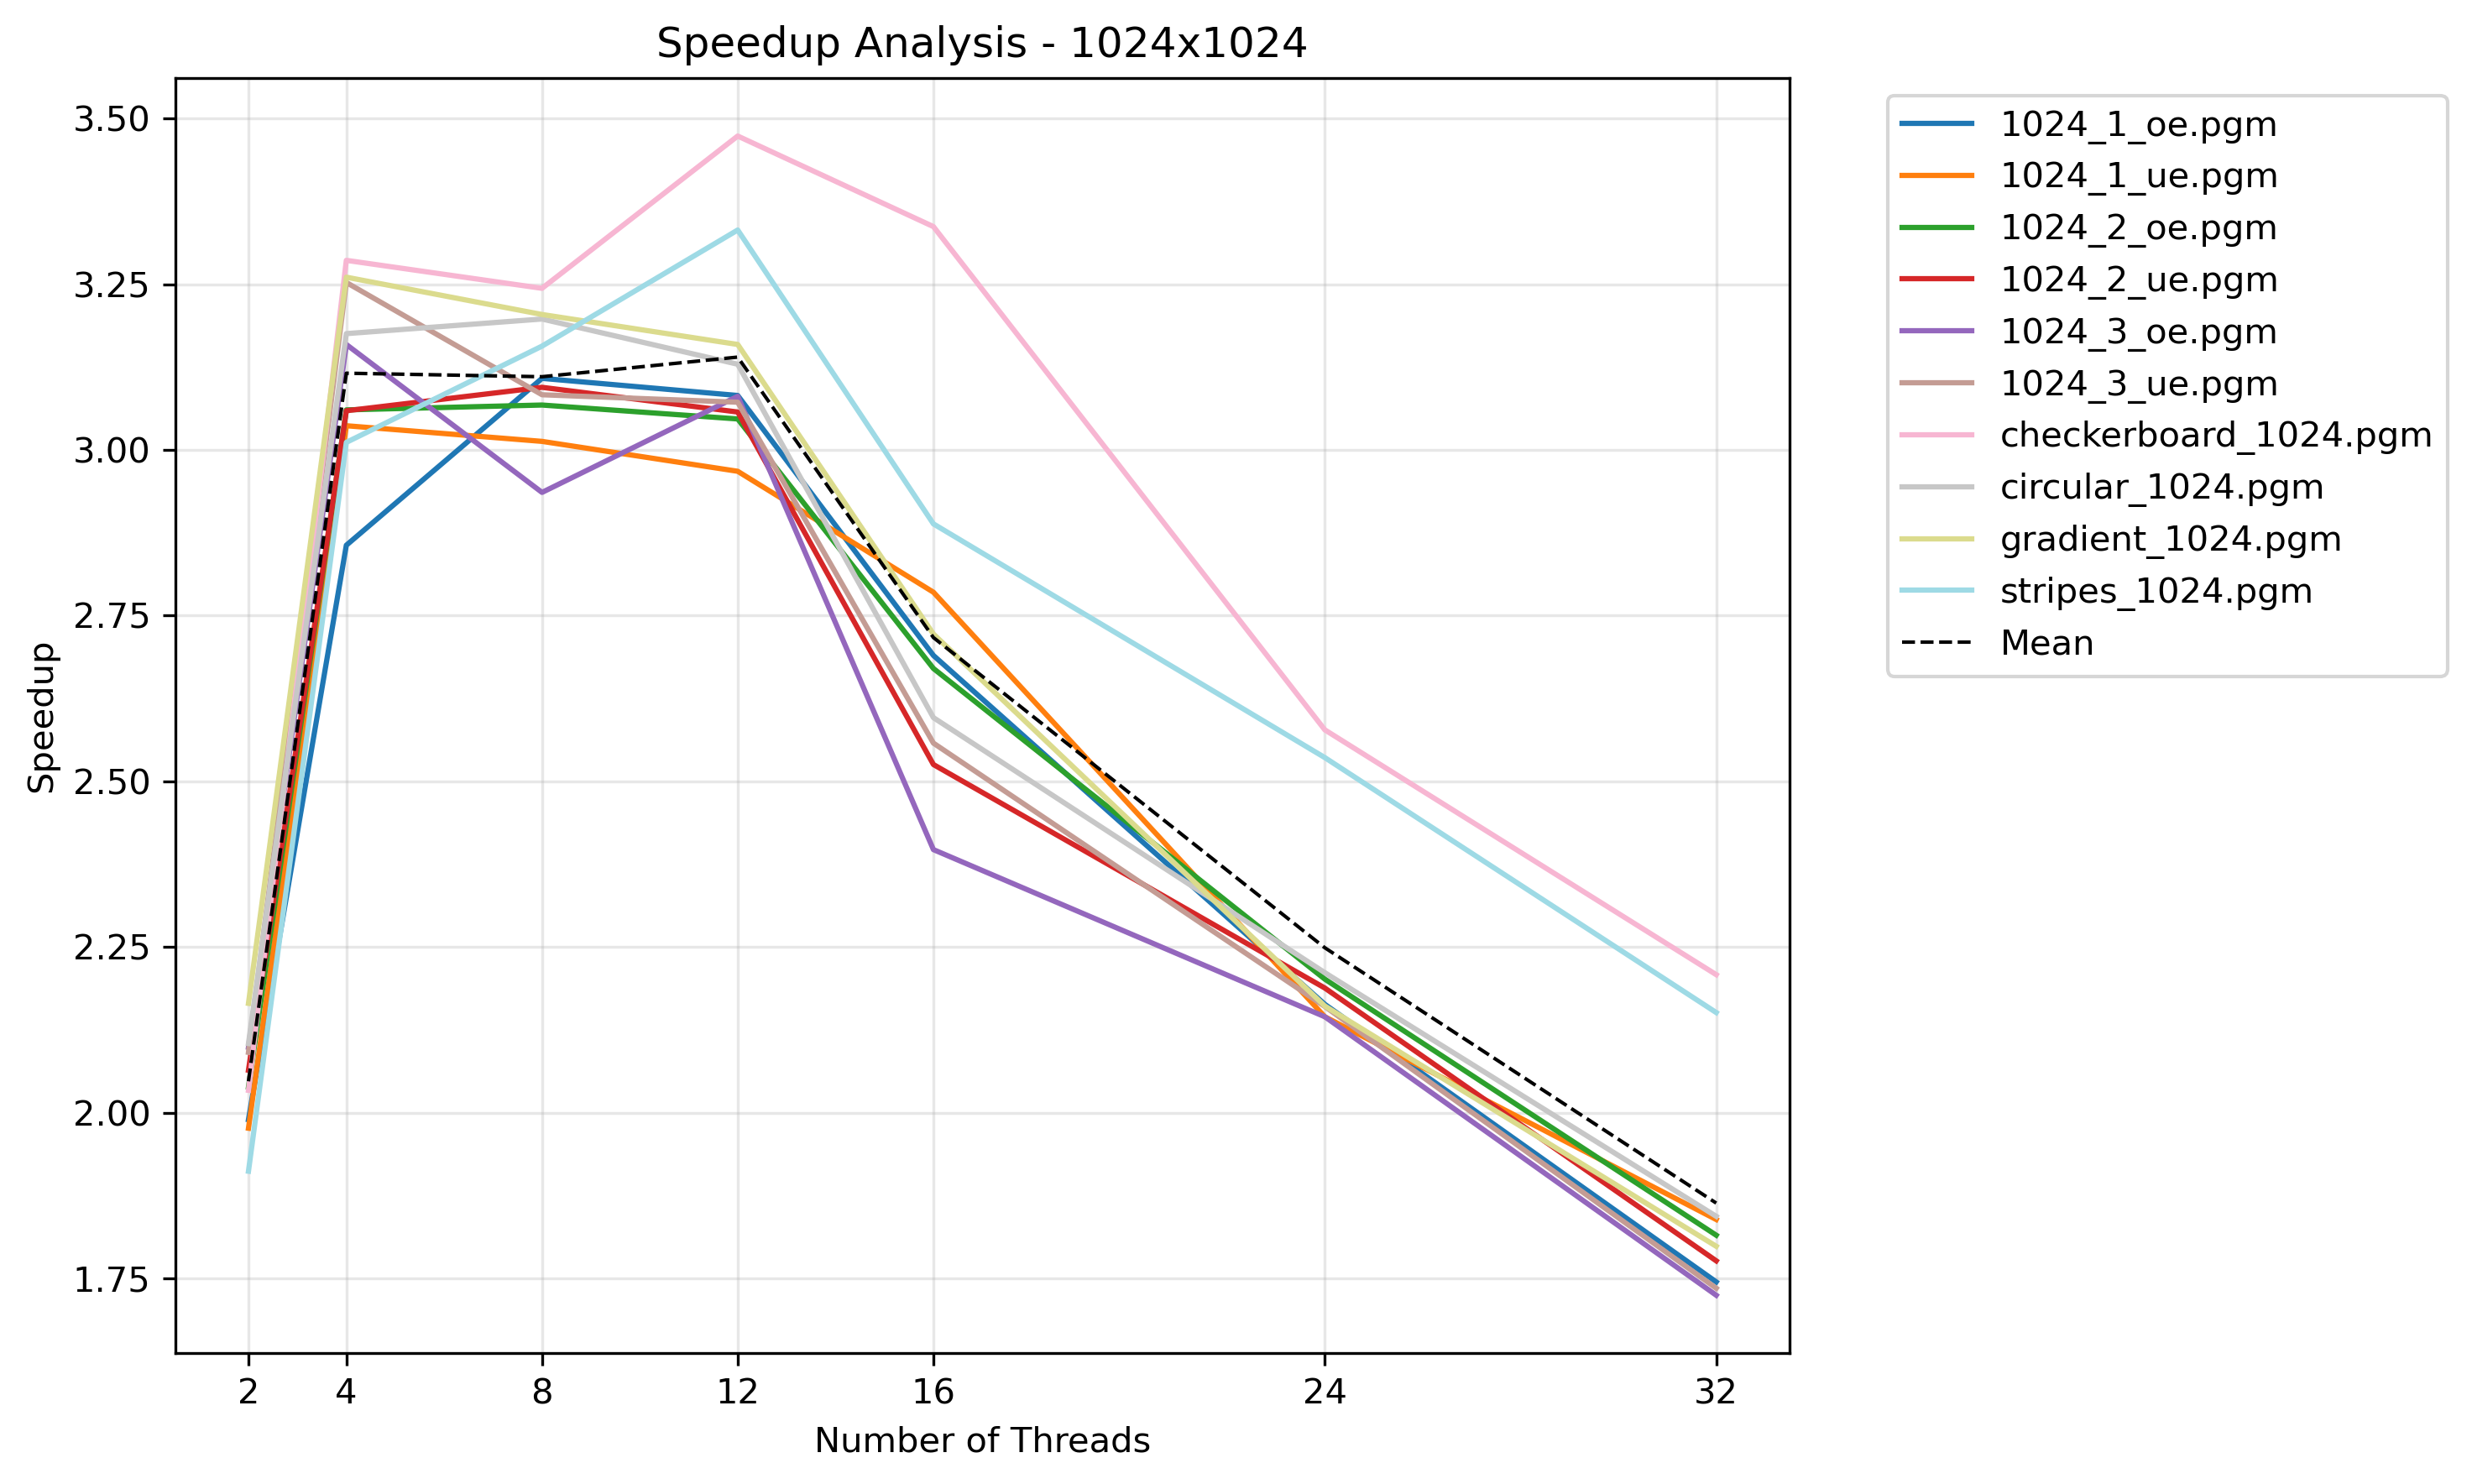 Speedup Analysis - 1024x1024
3.50
3.25
3.00
2.75
2.50
2.25
2.00
1.75
Speedup
2 4 8 12 16 24 32
Number of Threads
1024_1_oe.pgm
1024_1_ue.pgm
1024_2_oe.pgm
1024_2_ue.pgm
1024_3_oe.pgm
1024_3_ue.pgm
checkerboard_1024.pgm
circular_1024.pgm
gradient_1024.pgm
stripes_1024.pgm
Mean